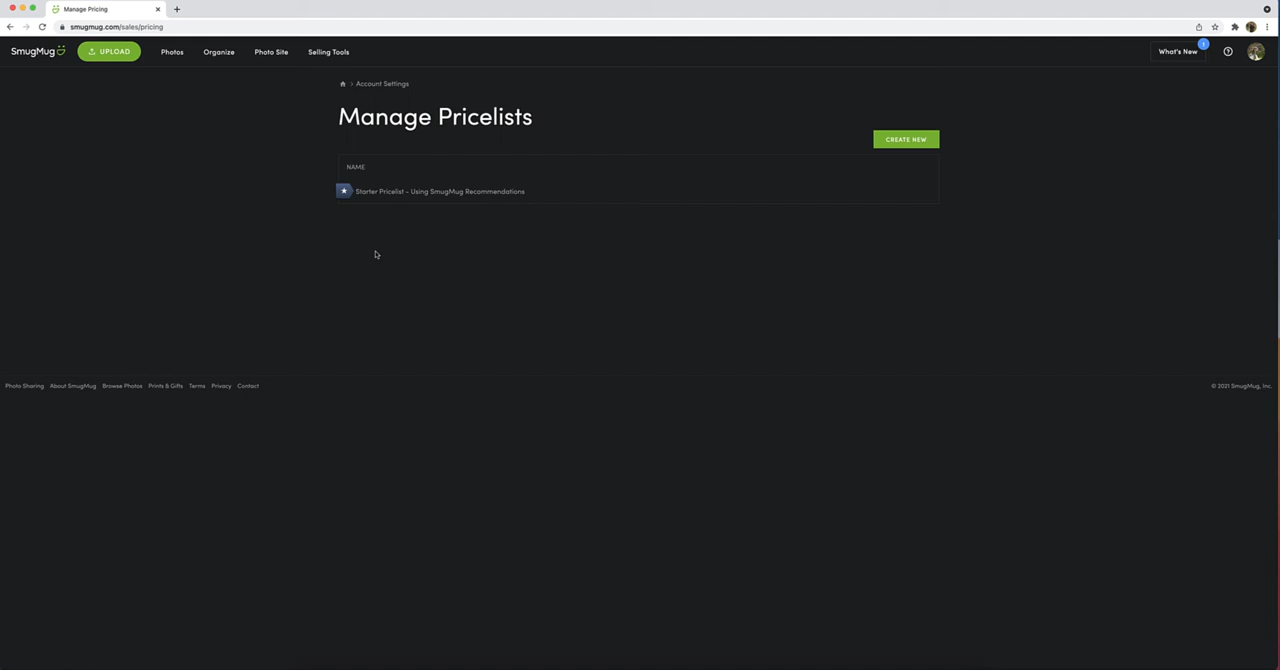 Manage Pricing
smugmug.com/sales/pricing
SmugMug
UPLOAD
Photos
Organize
Photo Site
Selling Tools
What's New
1
> Account Settings
Manage Pricelists
CREATE NEW
NAME
Starter Pricelist - Using SmugMug Recommendations
Photo Sharing About SmugMug Browse Photos Prints & Gifts Terms Privacy Contact
© 2021 SmugMug, Inc.